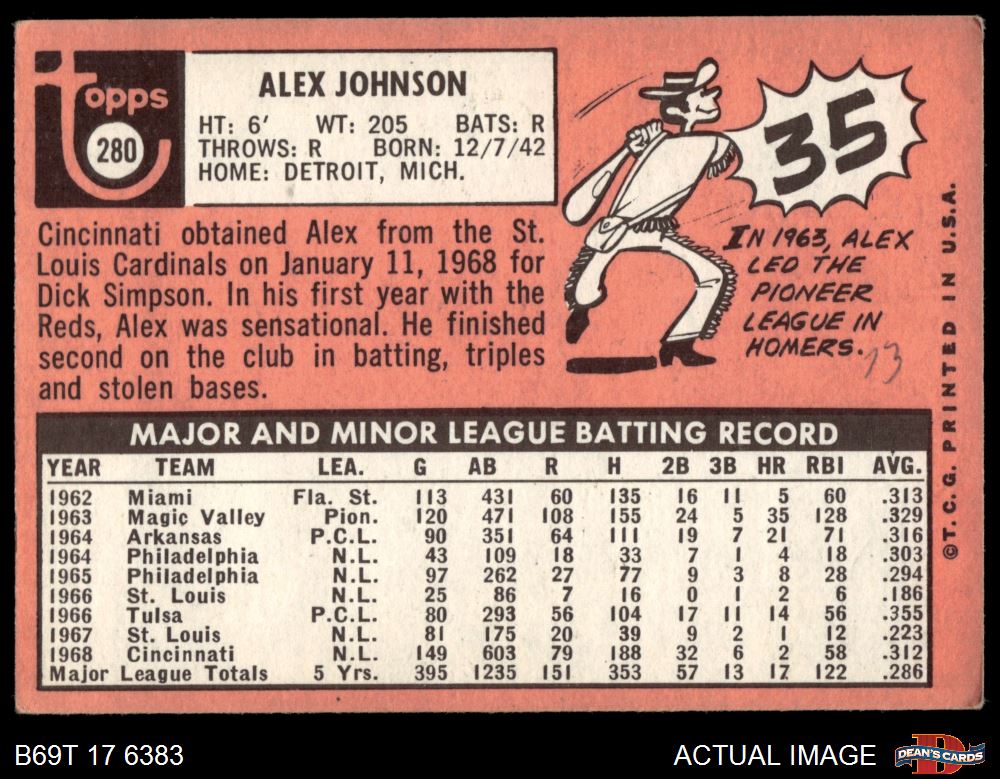 Topps
280
ALEX JOHNSON
HT: 6' WT: 205 BATS: R
THROWS: R BORN: 12/7/42
HOME: DETROIT, MICH.
35
Cincinnati obtained Alex from the St.
Louis Cardinals on January 11, 1968 for
Dick Simpson. In his first year with the
Reds, Alex was sensational. He finished
second on the club in batting, triples
and stolen bases.
IN 1963, ALEX
LED THE
PIONEER
LEAGUE IN
HOMERS.
13
©T.C.G. PRINTED IN U.S.A.
MAJOR AND MINOR LEAGUE BATTING RECORD
YEAR TEAM LEA. G AB R H 2B 3B HR RBI AVG.
1962 Miami Fla. St. 113 431 60 135 16 11 5 60 .313
1963 Magic Valley Pion. 120 471 108 155 24 5 35 128 .329
1964 Arkansas P.C.L. 90 351 64 111 19 7 21 71 .316
1964 Philadelphia N.L. 43 109 18 33 7 1 4 18 .303
1965 Philadelphia N.L. 97 262 27 77 9 3 8 28 .294
1966 St. Louis N.L. 25 86 7 16 0 1 2 6 .186
1966 Tulsa P.C.L. 80 293 56 104 17 11 14 56 .355
1967 St. Louis N.L. 81 175 20 39 9 2 1 12 .223
1968 Cincinnati N.L. 149 603 79 188 32 6 2 58 .312
Major League Totals 5 Yrs. 395 1235 151 353 57 13 17 122 .286
B69T 17 6383
ACTUAL IMAGE
DEAN'S CARDS